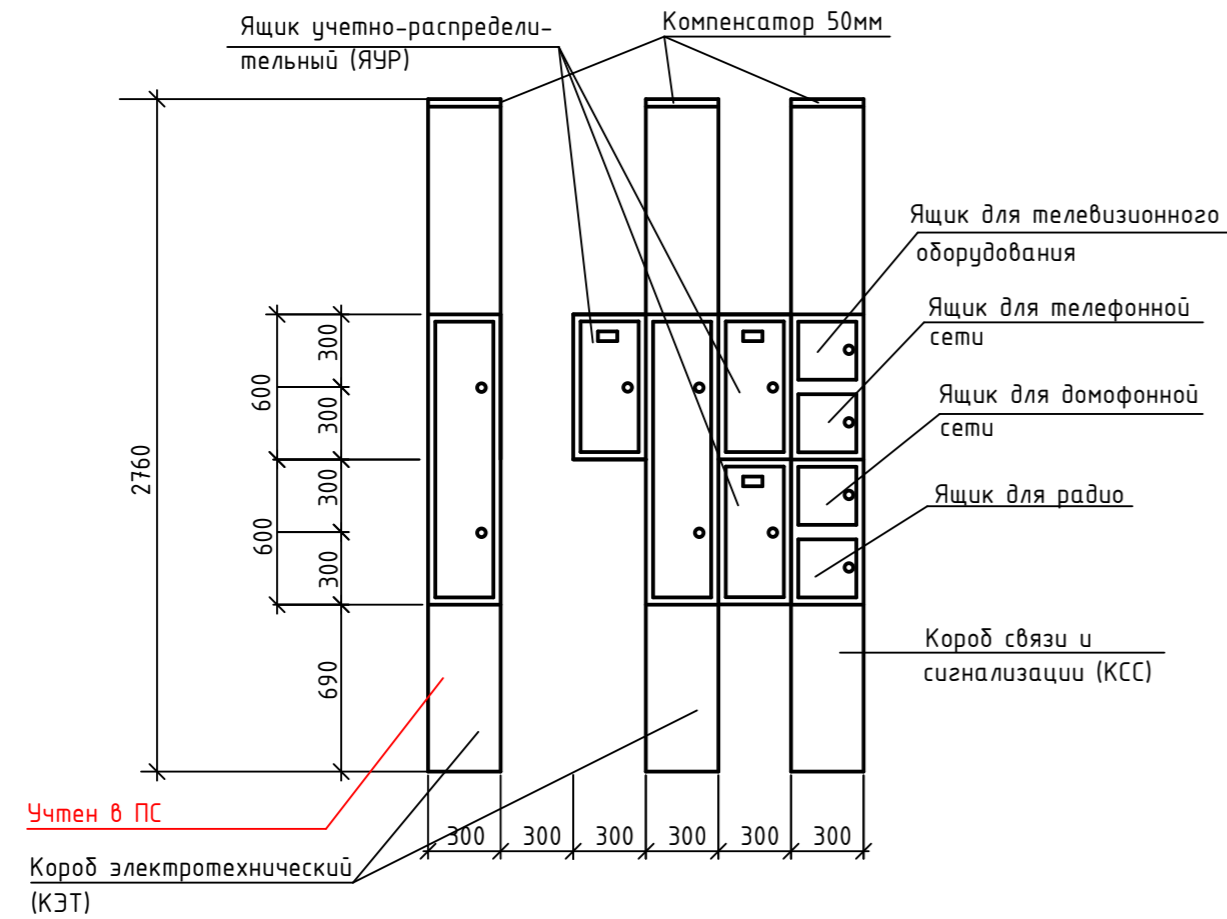 Ящик учетно-распредели-
тельный (ЯУР)
Компенсатор 50мм
Ящик для телевизионного
оборудования
Ящик для телефонной
сети
Ящик для домофонной
сети
Ящик для радио
Короб связи и
сигнализации (КСС)
2760
600
600
300
300
300
300
690
Учтен в ПС
Короб электротехнический
(КЭТ)
300
300
300
300
300
300